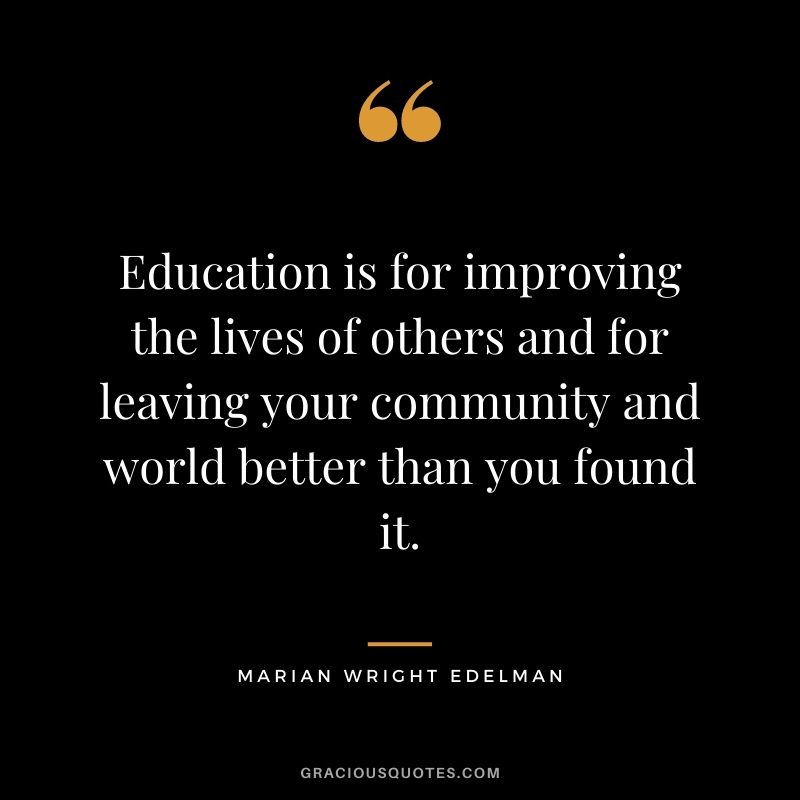 ❝
Education is for improving
the lives of others and for
leaving your community and
world better than you found
it.
MARIAN WRIGHT EDELMAN
GRACIOUSQUOTES.COM